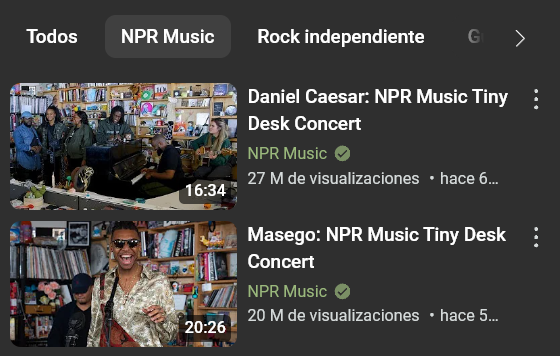 Todos NPR Music Rock independiente
Daniel Caesar: NPR Music Tiny
Desk Concert
NPR Music
27 M de visualizaciones • hace 6...
16:34
Masego: NPR Music Tiny Desk
Concert
NPR Music
20 M de visualizaciones • hace 5...
20:26